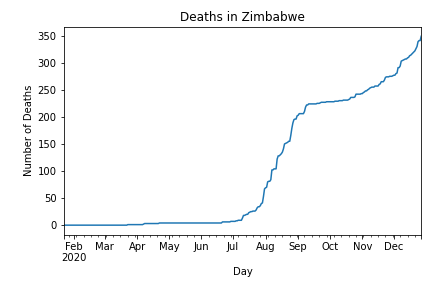 Deaths in Zimbabwe
Number of Deaths
350
300
250
200
150
100
50
0
Feb Mar Apr May Jun Jul Aug Sep Oct Nov Dec
2020
Day